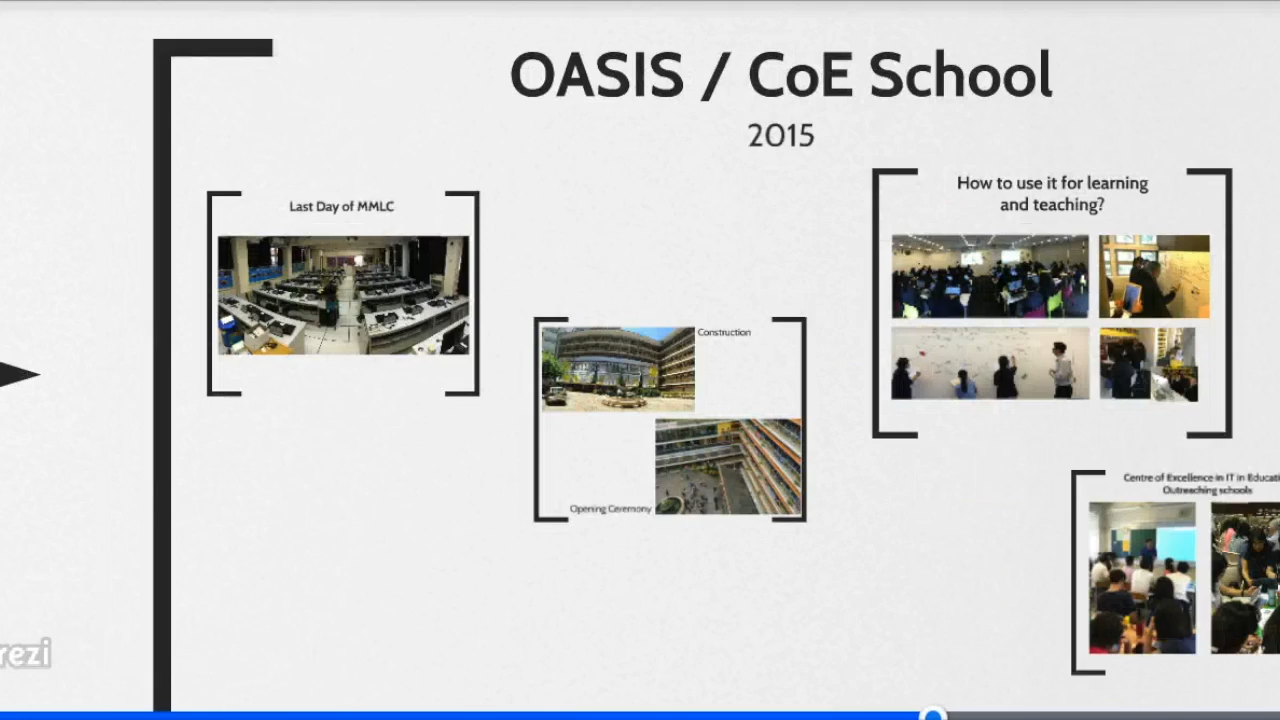 OASIS / CoE School
2015
Last Day of MMLC
Construction
Opening Ceremony
How to use it for learning
and teaching?
Centre of Excellence in IT in Educati
Outreaching schools
rezi